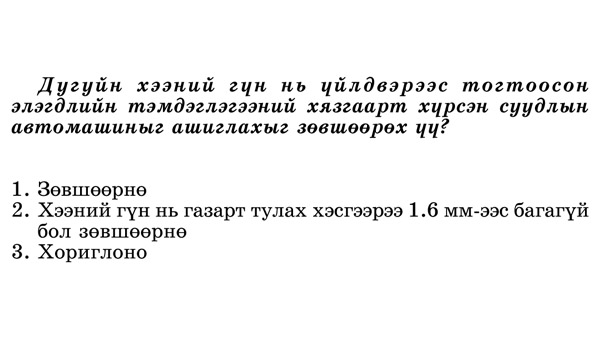 Дугуйн хээний гүн нь үйлдвэрээс тогтоосон
элэгдлийн тэмдэглэгээний хязгаарт хүрсэн суудлын
автомашиныг ашиглахыг зөвшөөрөх үү?
1. Зөвшөөрнө
2. Хээний гүн нь газарт тулах хэсгээрээ 1.6 мм-ээс багагүй
бол зөвшөөрнө
3. Хориглоно